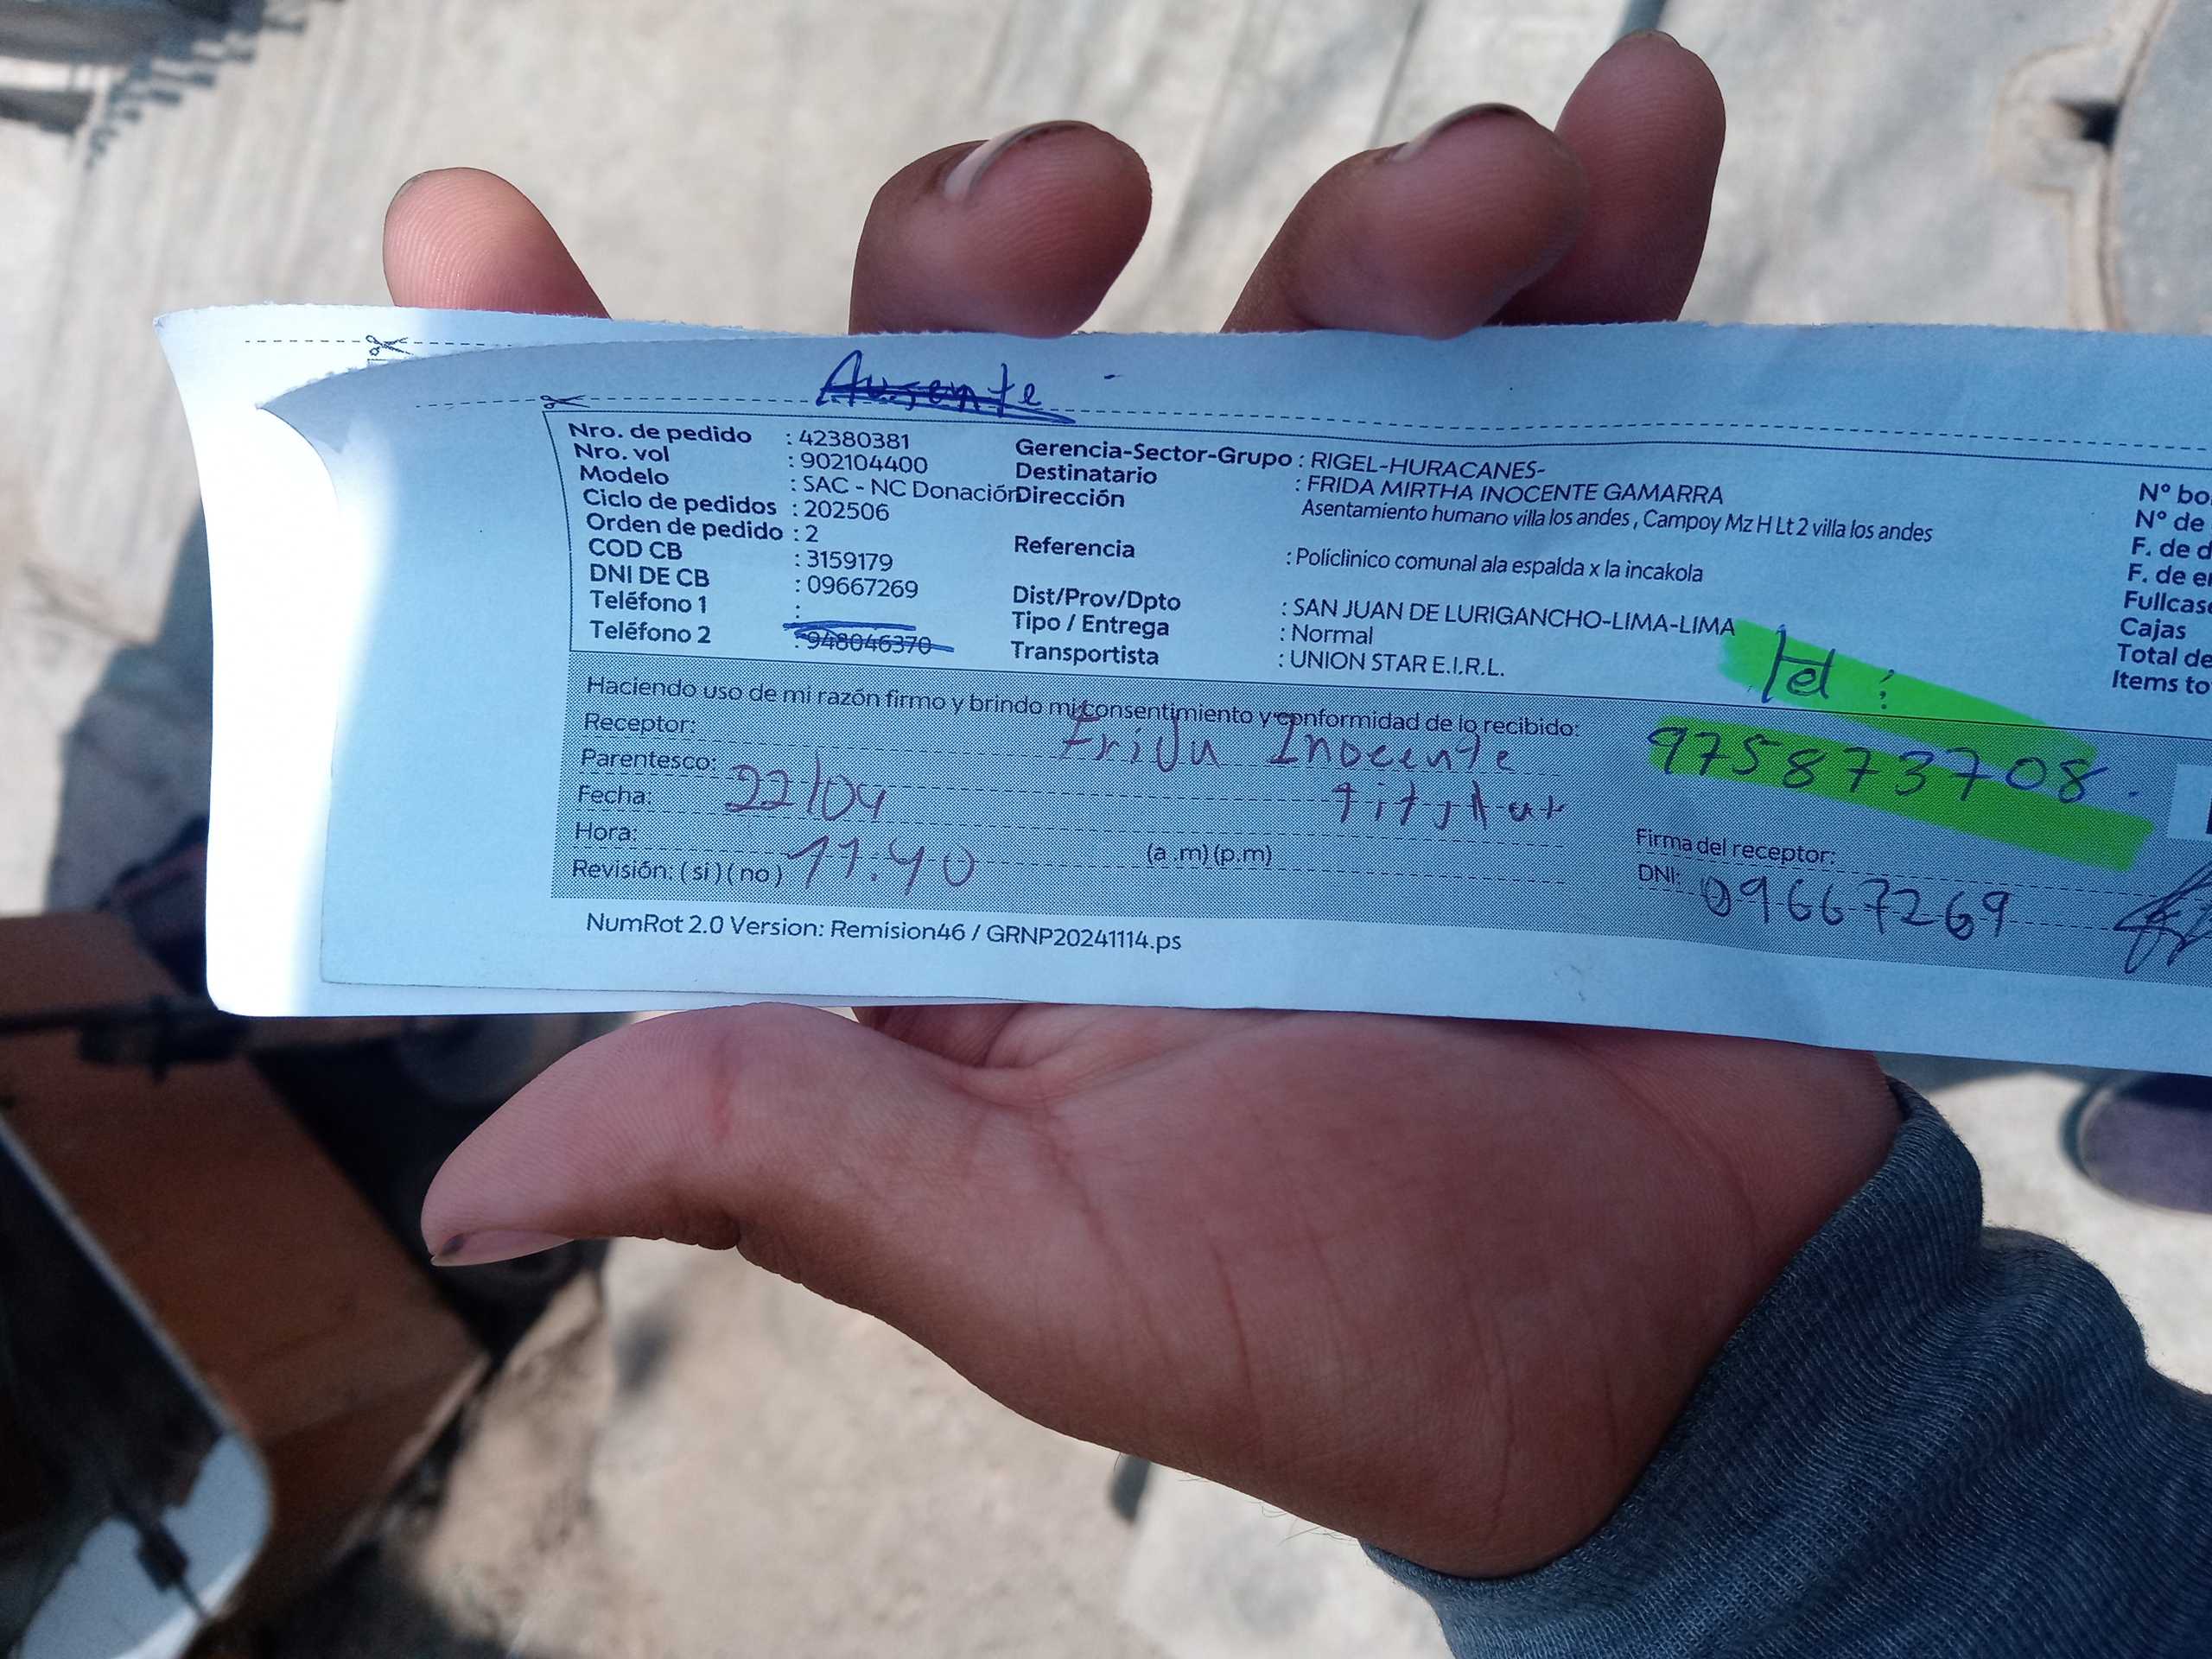 Ausente
Nro. de pedido : 42380381
Nro. vol : 902104400
Modelo : SAC - NC Donación
Ciclo de pedidos : 202506
Orden de pedido : 2
COD CB : 3159179
DNI DE CB : 09667269
Teléfono 1 :
Teléfono 2 : 948046370
Gerencia-Sector-Grupo : RIGEL-HURACANES-
Destinatario : FRIDA MIRTHA INOCENTE GAMARRA
Dirección Asentamiento humano villa los andes , Campoy Mz H Lt 2 villa los andes
Referencia : Policlinico comunal ala espalda x la incakola
Dist/Prov/Dpto : SAN JUAN DE LURIGANCHO-LIMA-LIMA
Tipo / Entrega : Normal
Transportista : UNION STAR E.I.R.L.
N° bo
N° de
F. de d
F. de e
Fullcas
Cajas
Total de
Items to
tel :
975873708.
Haciendo uso de mi razón firmo y brindo mi consentimiento y conformidad de lo recibido:
Receptor: Frida Inocente
Parentesco: titular
Fecha: 22/04
Hora: 11:40 (a .m) (p.m)
Revisión: ( si ) ( no )
Firma del receptor:
DNI: 09667269
NumRot 2.0 Version: Remision46 / GRNP20241114.ps